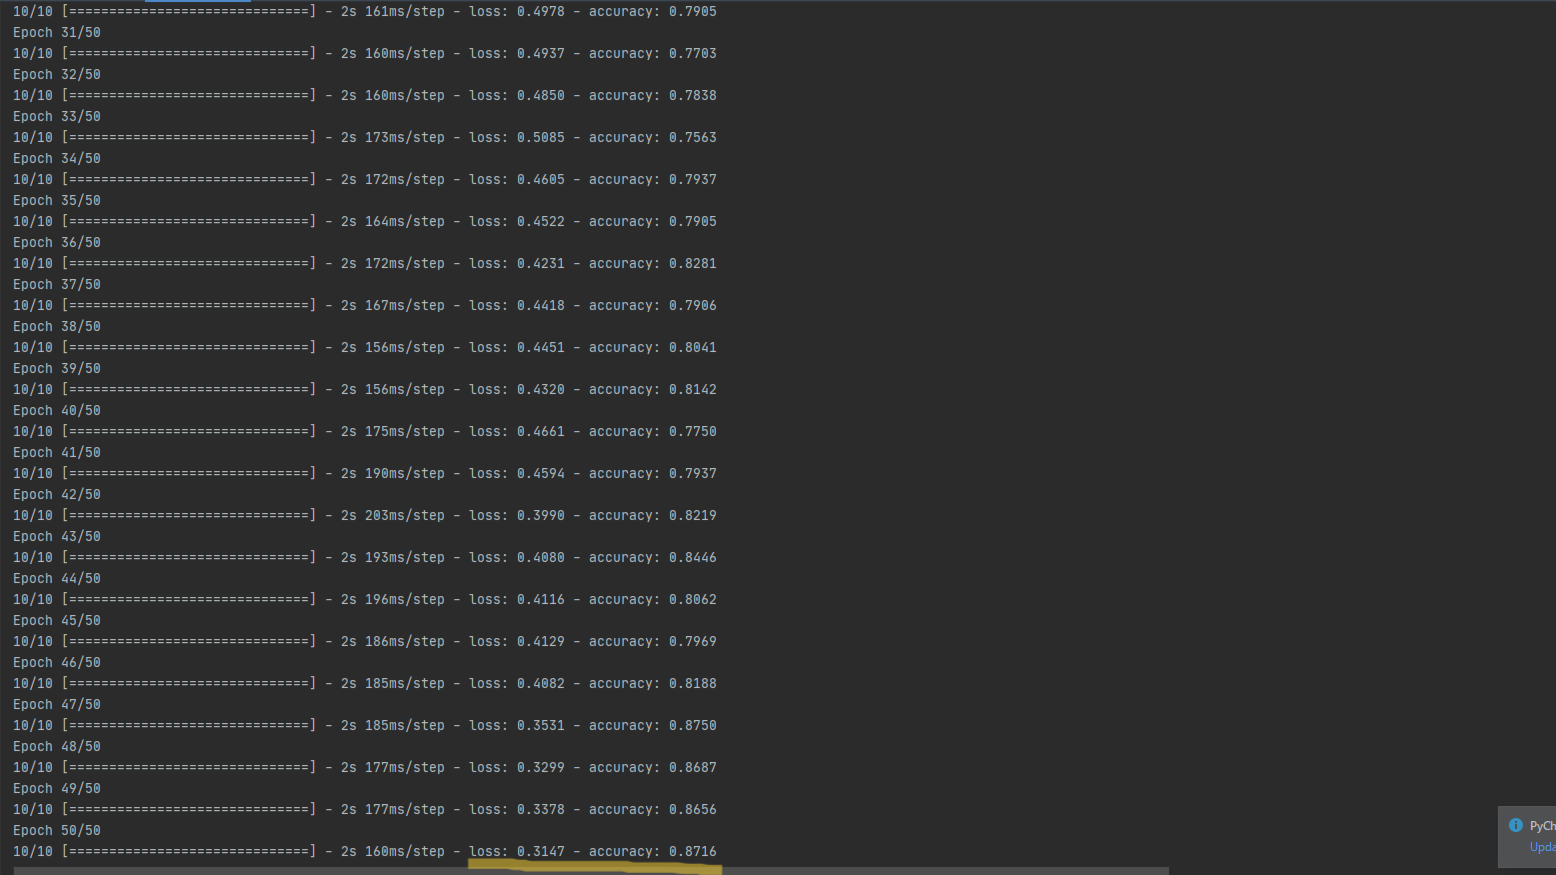 10/10 [==============================] - 2s 161ms/step - loss: 0.4978 - accuracy: 0.7905
Epoch 31/50
10/10 [==============================] - 2s 160ms/step - loss: 0.4937 - accuracy: 0.7703
Epoch 32/50
10/10 [==============================] - 2s 160ms/step - loss: 0.4850 - accuracy: 0.7838
Epoch 33/50
10/10 [==============================] - 2s 173ms/step - loss: 0.5085 - accuracy: 0.7563
Epoch 34/50
10/10 [==============================] - 2s 172ms/step - loss: 0.4605 - accuracy: 0.7937
Epoch 35/50
10/10 [==============================] - 2s 164ms/step - loss: 0.4522 - accuracy: 0.7905
Epoch 36/50
10/10 [==============================] - 2s 172ms/step - loss: 0.4231 - accuracy: 0.8281
Epoch 37/50
10/10 [==============================] - 2s 167ms/step - loss: 0.4418 - accuracy: 0.7906
Epoch 38/50
10/10 [==============================] - 2s 156ms/step - loss: 0.4451 - accuracy: 0.8041
Epoch 39/50
10/10 [==============================] - 2s 156ms/step - loss: 0.4320 - accuracy: 0.8142
Epoch 40/50
10/10 [==============================] - 2s 175ms/step - loss: 0.4661 - accuracy: 0.7750
Epoch 41/50
10/10 [==============================] - 2s 190ms/step - loss: 0.4594 - accuracy: 0.7937
Epoch 42/50
10/10 [==============================] - 2s 203ms/step - loss: 0.3990 - accuracy: 0.8219
Epoch 43/50
10/10 [==============================] - 2s 193ms/step - loss: 0.4080 - accuracy: 0.8446
Epoch 44/50
10/10 [==============================] - 2s 196ms/step - loss: 0.4116 - accuracy: 0.8062
Epoch 45/50
10/10 [==============================] - 2s 186ms/step - loss: 0.4129 - accuracy: 0.7969
Epoch 46/50
10/10 [==============================] - 2s 185ms/step - loss: 0.4082 - accuracy: 0.8188
Epoch 47/50
10/10 [==============================] - 2s 185ms/step - loss: 0.3531 - accuracy: 0.8750
Epoch 48/50
10/10 [==============================] - 2s 177ms/step - loss: 0.3299 - accuracy: 0.8687
Epoch 49/50
10/10 [==============================] - 2s 177ms/step - loss: 0.3378 - accuracy: 0.8656
Epoch 50/50
10/10 [==============================] - 2s 160ms/step - loss: 0.3147 - accuracy: 0.8716
PyCh
Upda